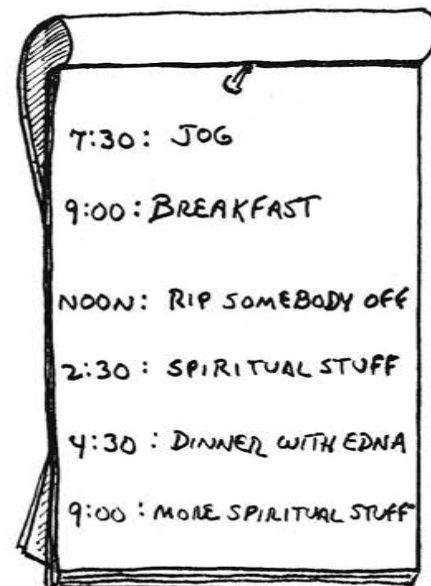 7:30: JOG
9:00: BREAKFAST
NOON: RIP SOMEBODY OFF
2:30: SPIRITUAL STUFF
4:30: DINNER WITH EDNA
9:00: MORE SPIRITUAL STUFF